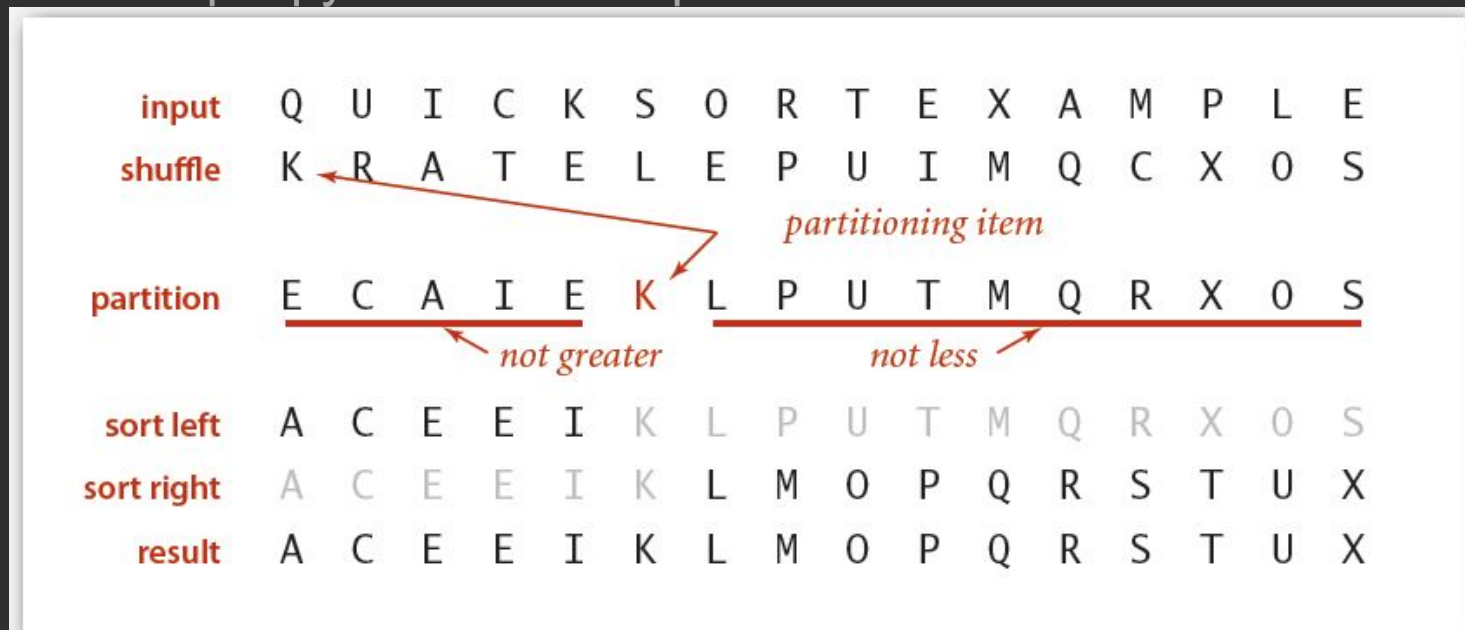 input Q U I C K S O R T E X A M P L E
shuffle K R A T E L E P U I M Q C X O S
partitioning item
partition E C A I E K L P U T M Q R X O S
not greater not less
sort left A C E E I K L P U T M Q R X O S
sort right A C E E I K L M O P Q R S T U X
result A C E E I K L M O P Q R S T U X